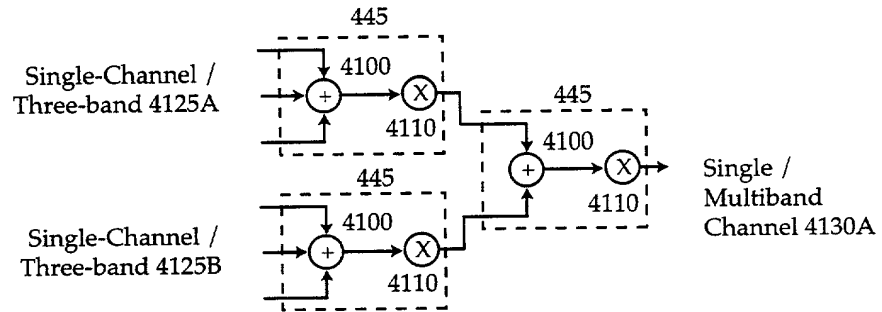 445
4100
Single-Channel /
Three-band 4125A
+
X
4110
445
4100
+
X
4110
Single /
Multiband
Channel 4130A
445
4100
Single-Channel /
Three-band 4125B
+
X
4110